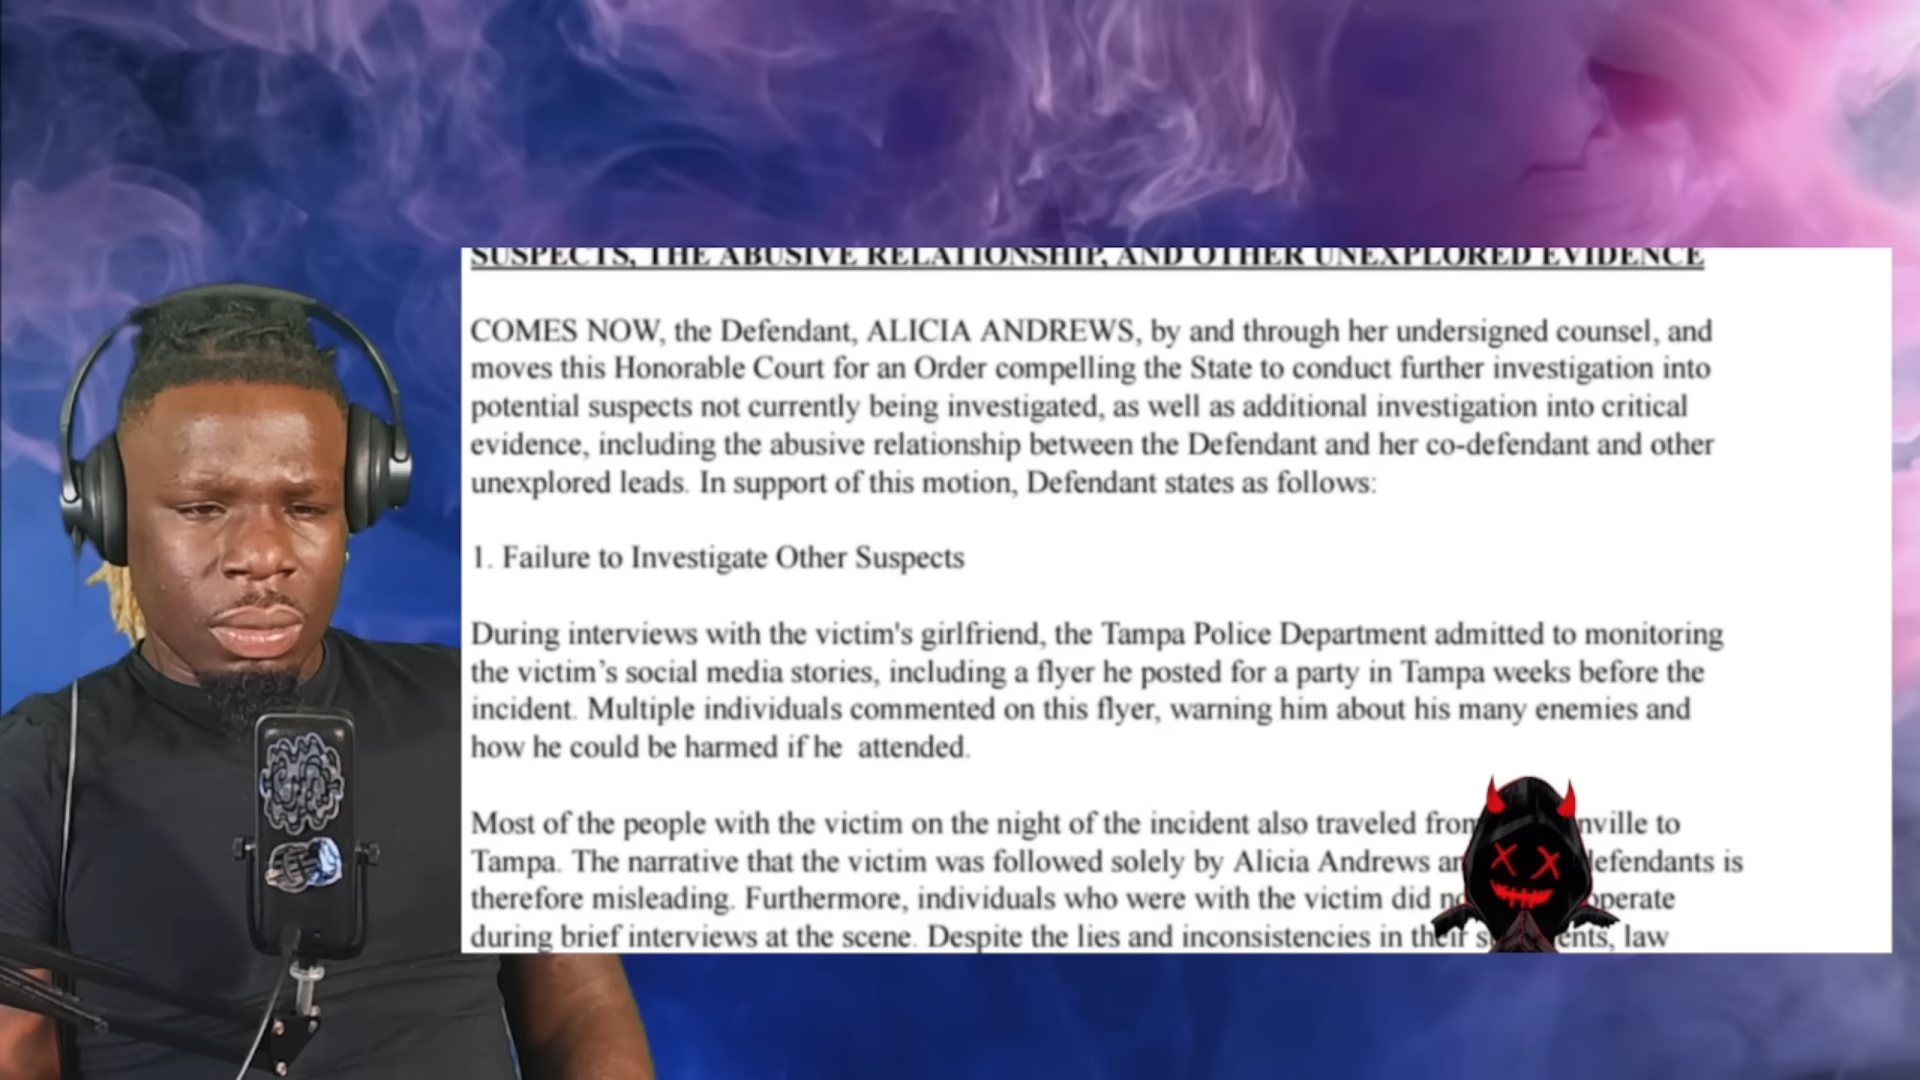 SUSPECTS, THE ABUSIVE RELATIONSHIP, AND OTHER UNEXPLORED EVIDENCE
COMES NOW, the Defendant, ALICIA ANDREWS, by and through her undersigned counsel, and
moves this Honorable Court for an Order compelling the State to conduct further investigation into
potential suspects not currently being investigated, as well as additional investigation into critical
evidence, including the abusive relationship between the Defendant and her co-defendant and other
unexplored leads. In support of this motion, Defendant states as follows:
1. Failure to Investigate Other Suspects
During interviews with the victim's girlfriend, the Tampa Police Department admitted to monitoring
the victim’s social media stories, including a flyer he posted for a party in Tampa weeks before the
incident. Multiple individuals commented on this flyer, warning him about his many enemies and
how he could be harmed if he attended.
Most of the people with the victim on the night of the incident also traveled to
Tampa. The narrative that the victim was followed solely by Alicia Andrews is
therefore misleading. Furthermore, individuals who were with the victim did
during brief interviews at the scene. Despite the lies and inconsistencies in their law